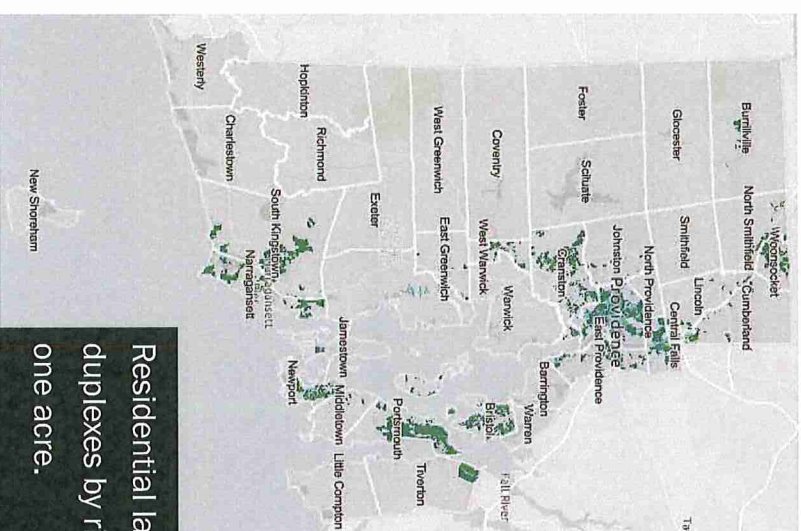 Burrillville
North Smithfield
Woonsocket
Cumberland
Glocester
Smithfield
Lincoln
Central Falls
North Providence
Foster
Scituate
Johnston
Providence
East Providence
Cranston
Coventry
West Warwick
Warwick
Barrington
Warren
Bristol
Fall River
West Greenwich
East Greenwich
Exeter
Hopkinton
Richmond
South Kingstown
Narragansett
Narragansett
Jamestown
Portsmouth
Tiverton
Middletown
Newport
Little Compton
Westerly
Charlestown
New Shoreham
Ta
Residential la
duplexes by r
one acre.